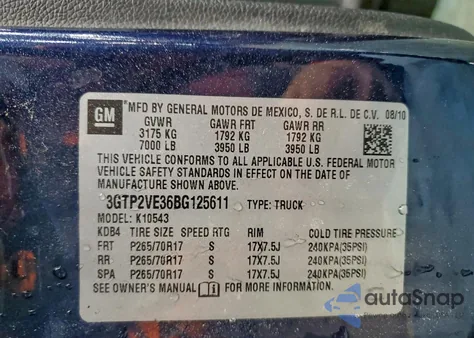 GM
MFD BY GENERAL MOTORS DE MEXICO, S. DE R.L. DE C.V. 08/10
GVWR GAWR FRT GAWR RR
3175 KG 1792 KG 1792 KG
7000 LB 3950 LB 3950 LB
THIS VEHICLE CONFORMS TO ALL APPLICABLE U.S. FEDERAL MOTOR
VEHICLE SAFETY STANDARDS IN EFFECT ON THE DATE OF
MANUFACTURE SHOWN ABOVE.
3GTP2VE36BG125611 TYPE: TRUCK
MODEL: K10543
KDB4 TIRE SIZE SPEED RTG RIM COLD TIRE PRESSURE
FRT P265/70R17 S 17X7.5J 240KPA(35PSI)
RR P265/70R17 S 17X7.5J 240KPA(35PSI)
SPA P265/70R17 S 17X7.5J 240KPA(35PSI)
SEE OWNER'S MANUAL FOR MORE INFORMATION.
autoSnap